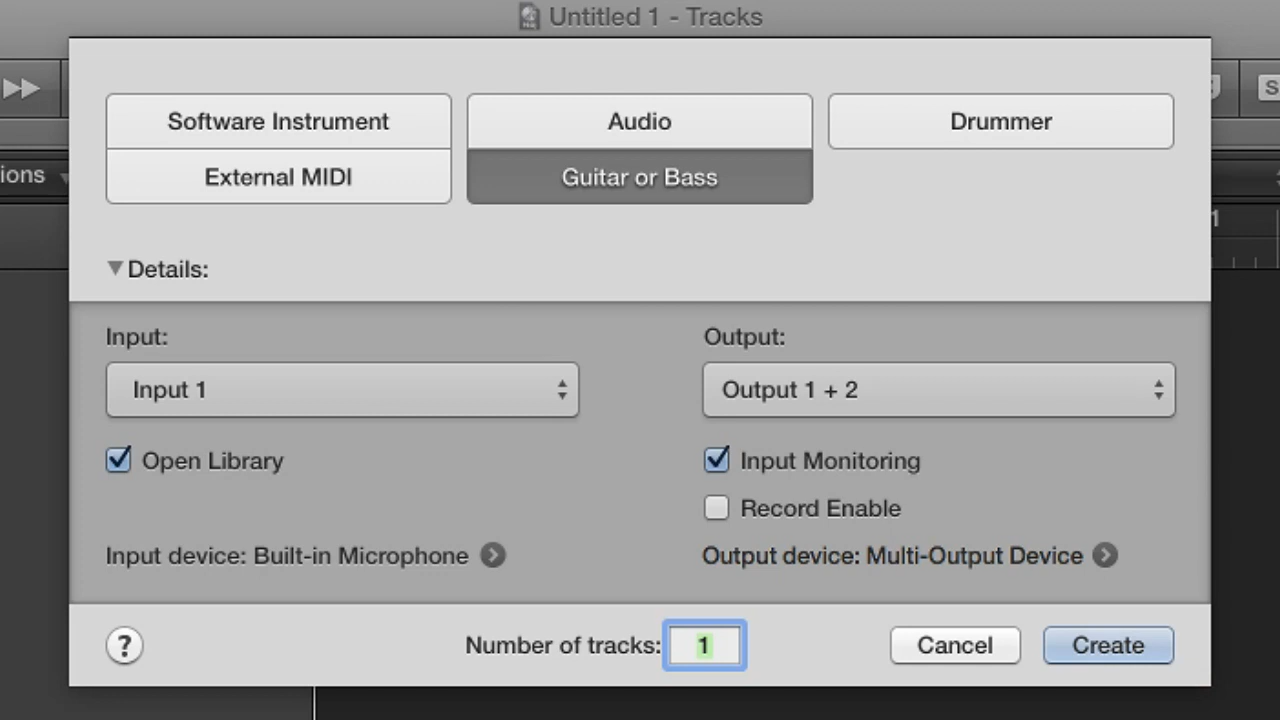 Untitled 1 - Tracks
S
ions
1
Software Instrument
Audio
Drummer
External MIDI
Guitar or Bass
Details:
Input:
Output:
Input 1
Output 1 + 2
Open Library
Input Monitoring
Record Enable
Input device: Built-in Microphone
Output device: Multi-Output Device
?
Number of tracks: 1
Cancel
Create